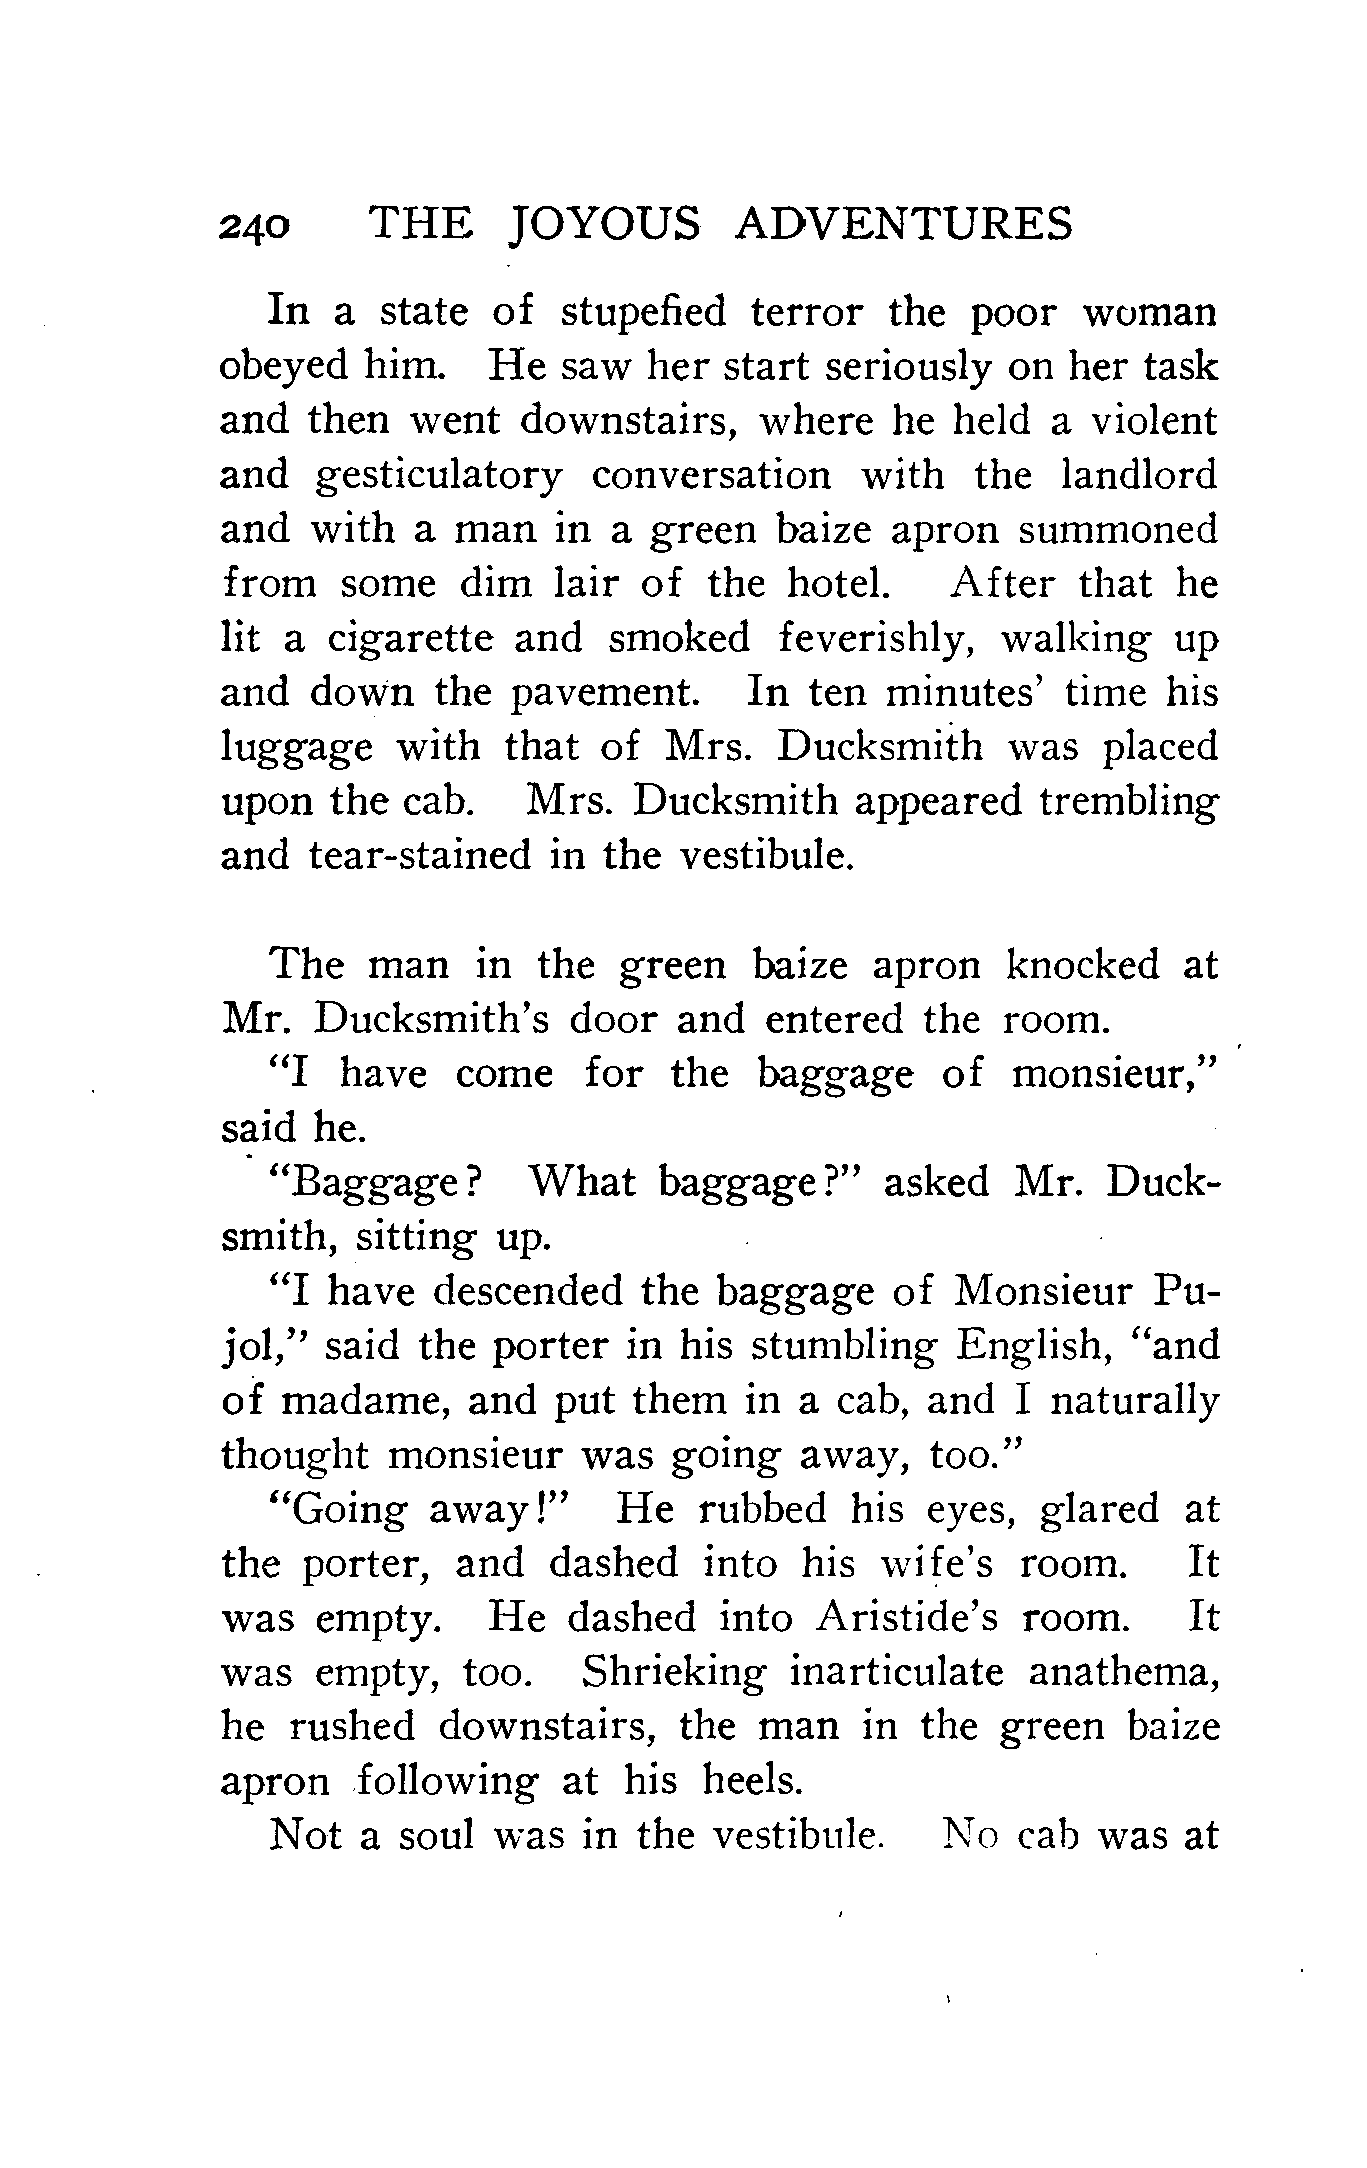 240 THE JOYOUS ADVENTURES
In a state of stupefied terror the poor woman
obeyed him. He saw her start seriously on her task
and then went downstairs, where he held a violent
and gesticulatory conversation with the landlord
and with a man in a green baize apron summoned
from some dim lair of the hotel. After that he
lit a cigarette and smoked feverishly, walking up
and down the pavement. In ten minutes' time his
luggage with that of Mrs. Ducksmith was placed
upon the cab. Mrs. Ducksmith appeared trembling
and tear-stained in the vestibule.
The man in the green baize apron knocked at
Mr. Ducksmith's door and entered the room.
"I have come for the baggage of monsieur,"
said he.
"Baggage? What baggage?" asked Mr. Duck-
smith, sitting up.
"I have descended the baggage of Monsieur Pu-
jol," said the porter in his stumbling English, "and
of madame, and put them in a cab, and I naturally
thought monsieur was going away, too."
"Going away!" He rubbed his eyes, glared at
the porter, and dashed into his wife's room. It
was empty. He dashed into Aristide's room. It
was empty, too. Shrieking inarticulate anathema,
he rushed downstairs, the man in the green baize
apron following at his heels.
Not a soul was in the vestibule. No cab was at